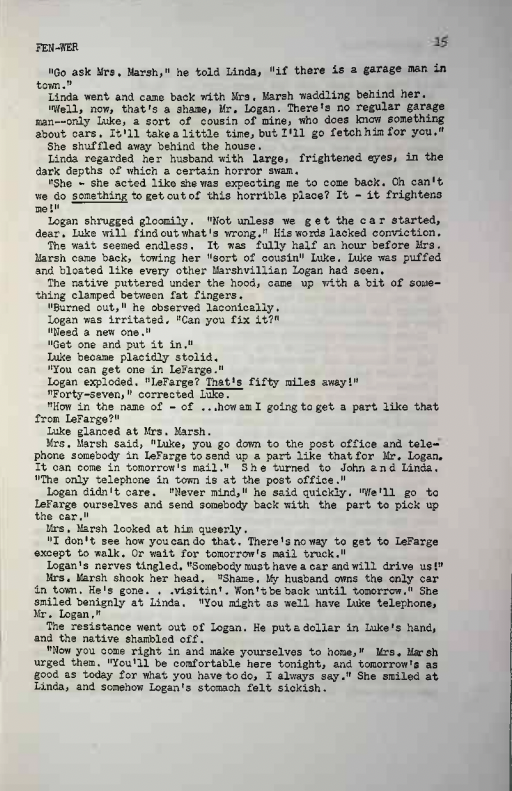 FEN-WER
15
"Go ask Mrs. Marsh," he told Linda, "if there is a garage man in
town."
Linda went and came back with Mrs. Marsh waddling behind her.
"Well, now, that's a shame, Mr. Logan. There's no regular garage
man--only Luke, a sort of cousin of mine, who does know something
about cars. It'll take a little time, but I'll go fetch him for you."
She shuffled away behind the house.
Linda regarded her husband with large, frightened eyes, in the
dark depths of which a certain horror swam.
"She - she acted like she was expecting me to come back. Oh can't
we do something to get out of this horrible place? It - it frightens
me!"
Logan shrugged gloomily. "Not unless we get the car started,
dear. Luke will find out what's wrong." His words lacked conviction.
The wait seemed endless. It was fully half an hour before Mrs.
Marsh came back, towing her "sort of cousin" Luke. Luke was puffed
and bloated like every other Marshvillian Logan had seen.
The native puttered under the hood, came up with a bit of some-
thing clamped between fat fingers.
"Burned out," he observed laconically.
Logan was irritated. "Can you fix it?"
"Need a new one."
"Get one and put it in."
Luke became placidly stolid.
"You can get one in LeFarge."
Logan exploded. "LeFarge? That's fifty miles away!"
"Forty-seven," corrected Luke.
"How in the name of - of ...how am I going to get a part like that
from LeFarge?"
Luke glanced at Mrs. Marsh.
Mrs. Marsh said, "Luke, you go down to the post office and tele-
phone somebody in LeFarge to send up a part like that for Mr. Logan.
It can come in tomorrow's mail." She turned to John and Linda.
"The only telephone in town is at the post office."
Logan didn't care. "Never mind," he said quickly. "We'll go to
LeFarge ourselves and send somebody back with the part to pick up
the car."
Mrs. Marsh looked at him queerly.
"I don't see how you can do that. There's no way to get to LeFarge
except to walk. Or wait for tomorrow's mail truck."
Logan's nerves tingled. "Somebody must have a car and will drive us!"
Mrs. Marsh shook her head. "Shame. My husband owns the only car
in town. He's gone. . .visitin'. Won't be back until tomorrow." She
smiled benignly at Linda. "You might as well have Luke telephone,
Mr. Logan."
The resistance went out of Logan. He put a dollar in Luke's hand,
and the native shambled off.
"Now you come right in and make yourselves to home," Mrs. Marsh
urged them. "You'll be comfortable here tonight, and tomorrow's as
good as today for what you have to do, I always say." She smiled at
Linda, and somehow Logan's stomach felt sickish.